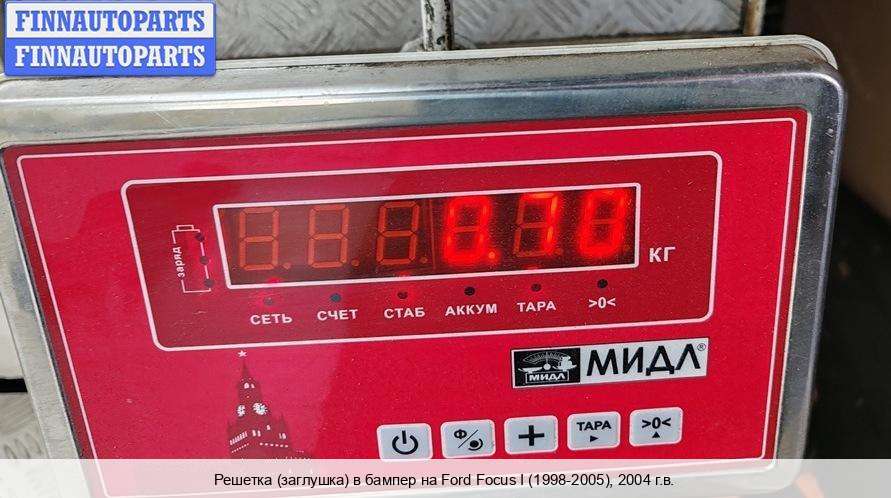 FINNAUTOPARTS
FINNAUTOPARTS
заряд
0.70 КГ
СЕТЬ СЧЕТ СТАБ АККУМ ТАРА >0<
МИДЛ МИДЛ®
Ф/ + ТАРА >0<
Решетка (заглушка) в бампер на Ford Focus I (1998-2005), 2004 г.в.